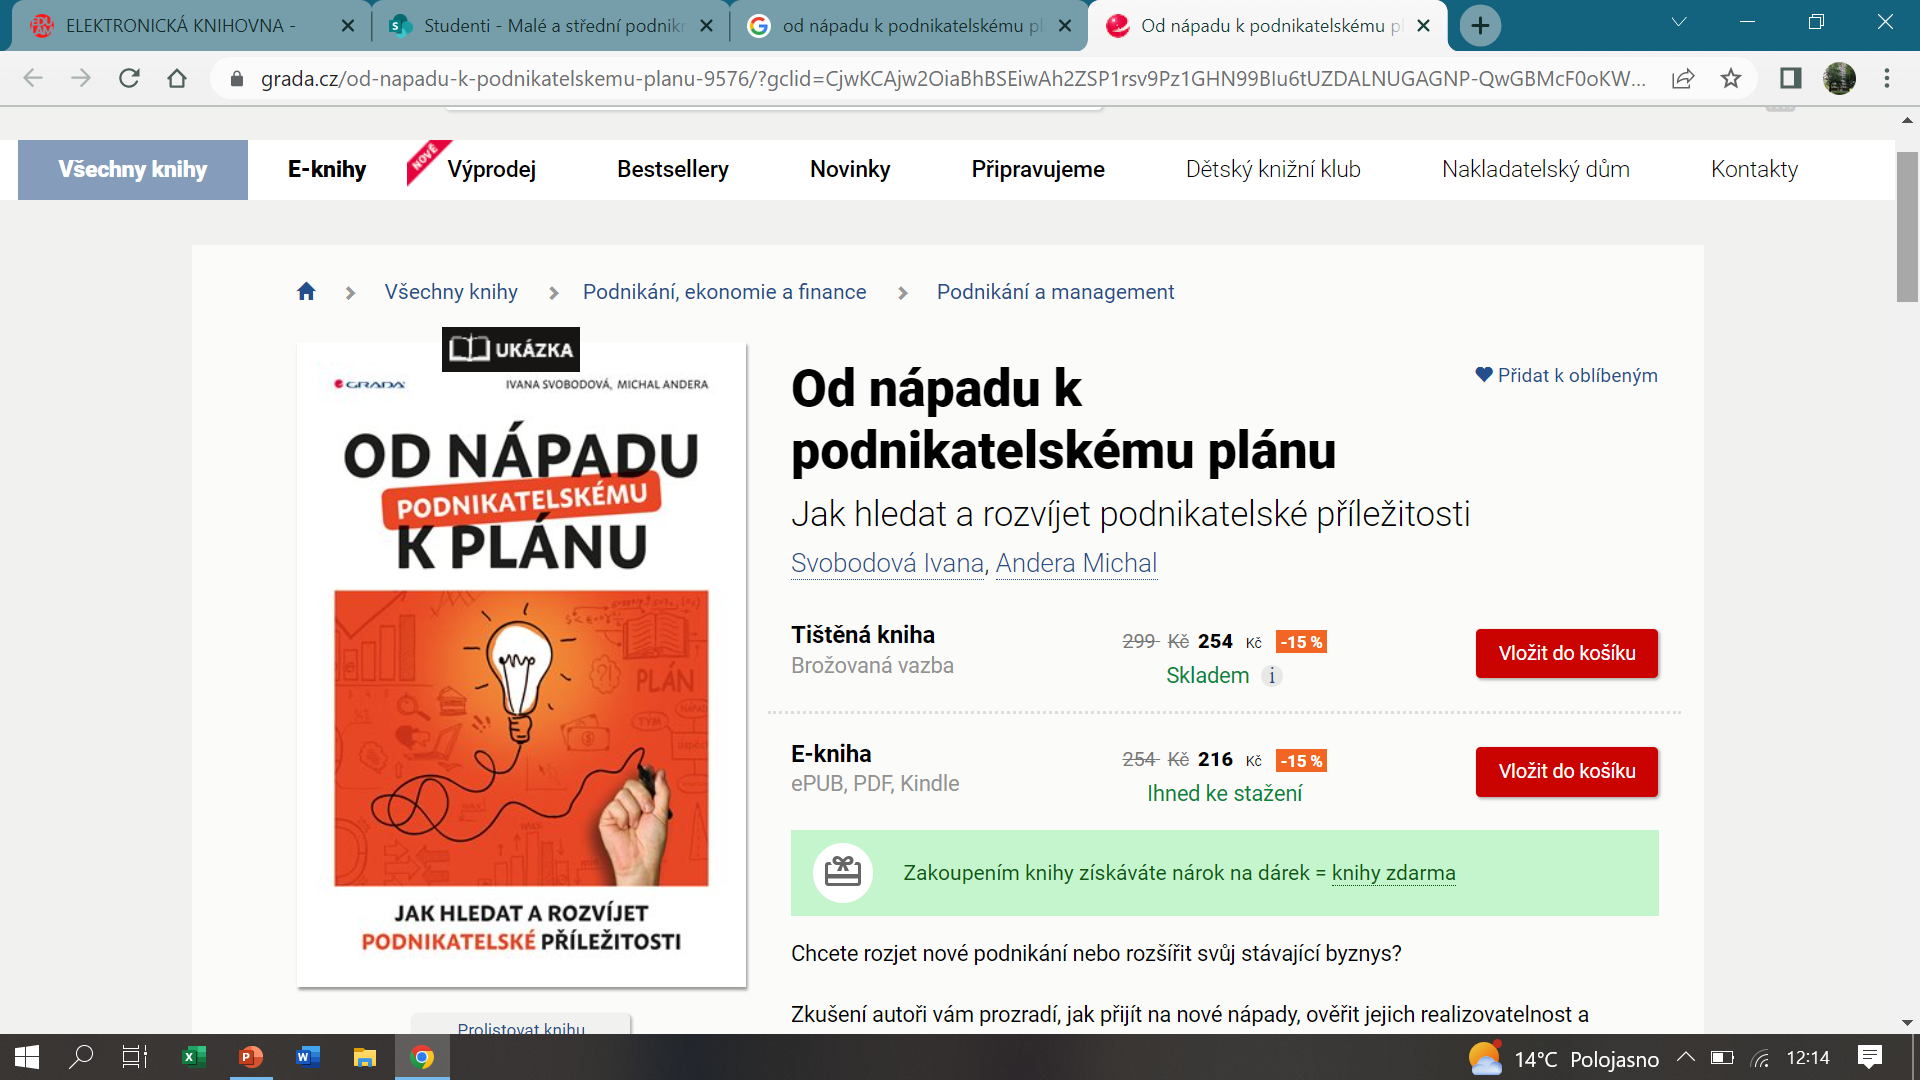 ELEKTRONICKÁ KNIHOVNA -
Studenti - Malé a střední podnikn
od nápadu k podnikatelskému pl
Od nápadu k podnikatelskému pl
grada.cz/od-napadu-k-podnikatelskemu-planu-9576/?gclid=CjwKCAjw2OiaBhBSEiwAh2ZSP1rsv9Pz1GHN99BIu6tUZDALNUGAGNP-QwGBMcF0oKW...
Všechny knihy
E-knihy
NOVĚ
Výprodej
Bestsellery
Novinky
Připravujeme
Dětský knižní klub
Nakladatelský dům
Kontakty
Všechny knihy
Podnikání, ekonomie a finance
Podnikání a management
UKÁZKA
GRADA
IVANA SVOBODOVÁ, MICHAL ANDERA
OD NÁPADU
PODNIKATELSKÉMU
K PLÁNU
PLÁN
TÝM
JAK HLEDAT A ROZVÍJET
PODNIKATELSKÉ PŘÍLEŽITOSTI
Prolistovat knihu
Od nápadu k
podnikatelskému plánu
Přidat k oblíbeným
Jak hledat a rozvíjet podnikatelské příležitosti
Svobodová Ivana, Andera Michal
Tištěná kniha
Brožovaná vazba
299 Kč 254 Kč -15 %
Skladem i
Vložit do košíku
E-kniha
ePUB, PDF, Kindle
254 Kč 216 Kč -15 %
Ihned ke stažení
Vložit do košíku
Zakoupením knihy získáváte nárok na dárek = knihy zdarma
Chcete rozjet nové podnikání nebo rozšířit svůj stávající byznys?
Zkušení autoři vám prozradí, jak přijít na nové nápady, ověřit jejich realizovatelnost a
14°C Polojasno
12:14